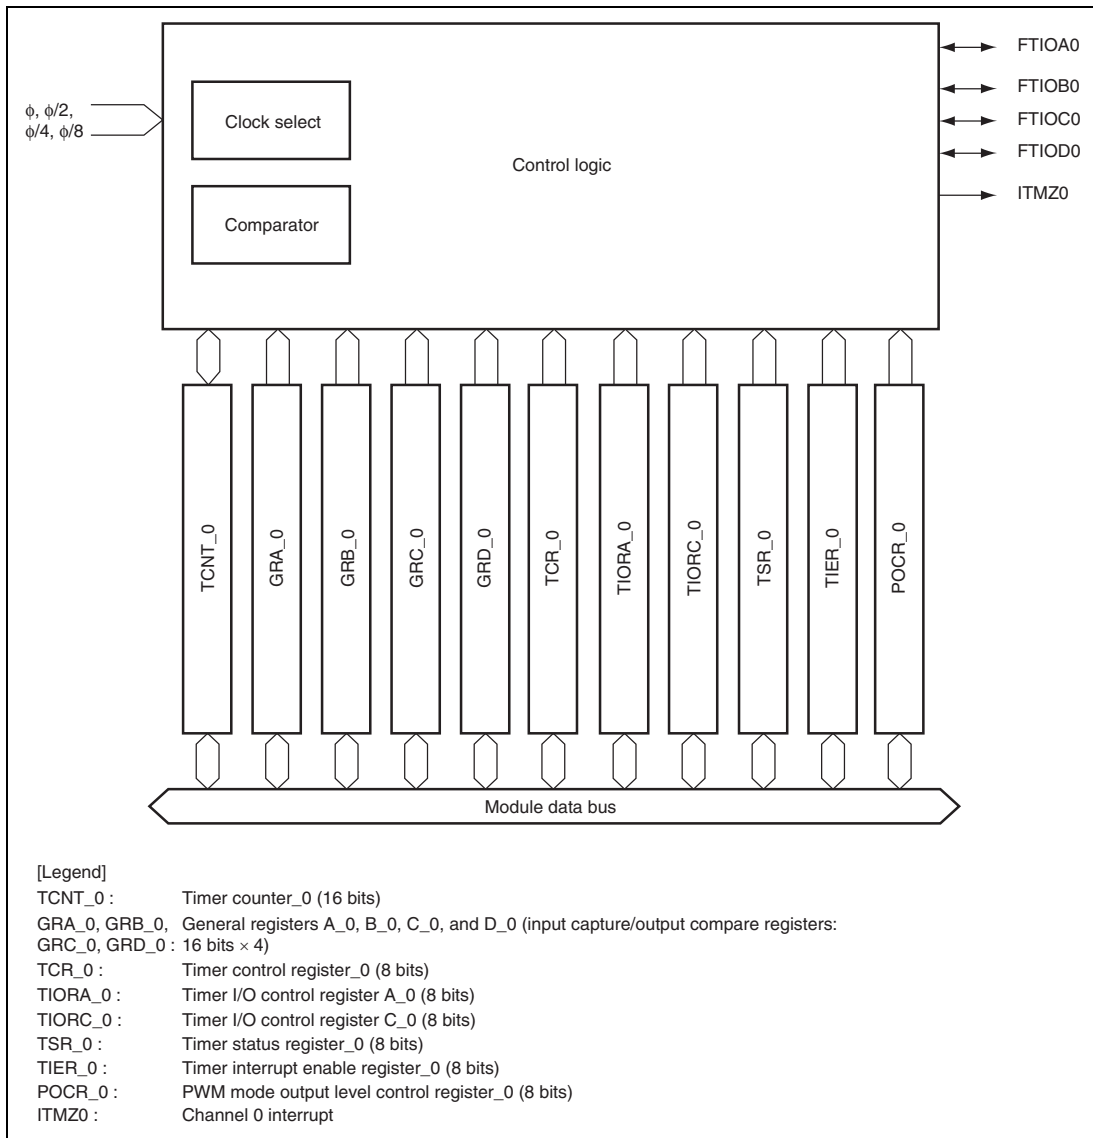 φ, φ/2,
φ/4, φ/8
Clock select
Comparator
Control logic
FTIOA0
FTIOB0
FTIOC0
FTIOD0
ITMZ0
TCNT_0
GRA_0
GRB_0
GRC_0
GRD_0
TCR_0
TIORA_0
TIORC_0
TSR_0
TIER_0
POCR_0
Module data bus
[Legend]
TCNT_0 : Timer counter_0 (16 bits)
GRA_0, GRB_0, General registers A_0, B_0, C_0, and D_0 (input capture/output compare registers:
GRC_0, GRD_0 : 16 bits × 4)
TCR_0 : Timer control register_0 (8 bits)
TIORA_0 : Timer I/O control register A_0 (8 bits)
TIORC_0 : Timer I/O control register C_0 (8 bits)
TSR_0 : Timer status register_0 (8 bits)
TIER_0 : Timer interrupt enable register_0 (8 bits)
POCR_0 : PWM mode output level control register_0 (8 bits)
ITMZ0 : Channel 0 interrupt